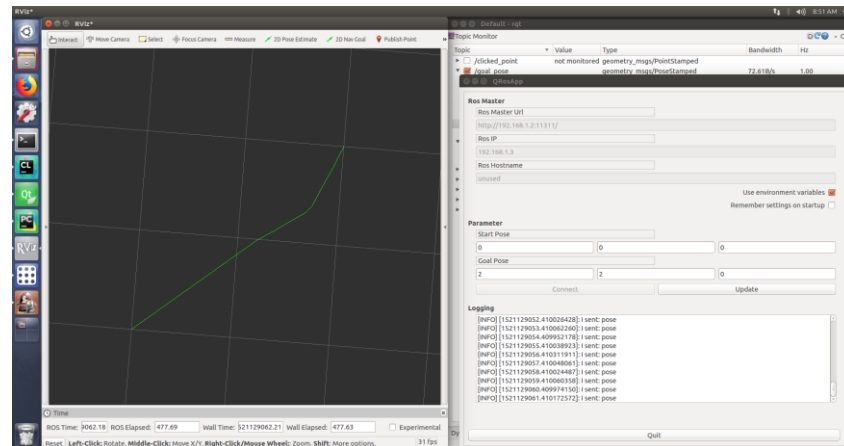 RViz*
8:51 AM
RViz*
Interact
Move Camera
Select
Focus Camera
Measure
2D Pose Estimate
2D Nav Goal
Publish Point
Time
ROS Time:
9062.18
ROS Elapsed:
477.69
Wall Time:
521129062.21
Wall Elapsed:
477.63
Experimental
Reset
Left-Click: Rotate. Middle-Click: Move X/Y. Right-Click/Mouse Wheel: Zoom. Shift: More options.
31 fps
Default - rqt
Topic Monitor
Topic
Value
Type
Bandwidth
Hz
/clicked_point
not monitored
geometry_msgs/PointStamped
/goal_pose
geometry_msgs/PoseStamped
72.61B/s
1.00
QRosApp
Ros Master
Ros Master Url
http://192.168.1.2:11311/
Ros IP
192.168.1.3
Ros Hostname
unused
Use environment variables
Remember settings on startup
Parameter
Start Pose
0
0
0
Goal Pose
2
2
0
Connect
Update
Logging
[INFO] [1521129052.410026428]: I sent: pose
[INFO] [1521129053.410062260]: I sent: pose
[INFO] [1521129054.409952178]: I sent: pose
[INFO] [1521129055.410038923]: I sent: pose
[INFO] [1521129056.410311911]: I sent: pose
[INFO] [1521129057.410048061]: I sent: pose
[INFO] [1521129058.410024487]: I sent: pose
[INFO] [1521129059.410060358]: I sent: pose
[INFO] [1521129060.409974150]: I sent: pose
[INFO] [1521129061.410172572]: I sent: pose
Quit
Dy